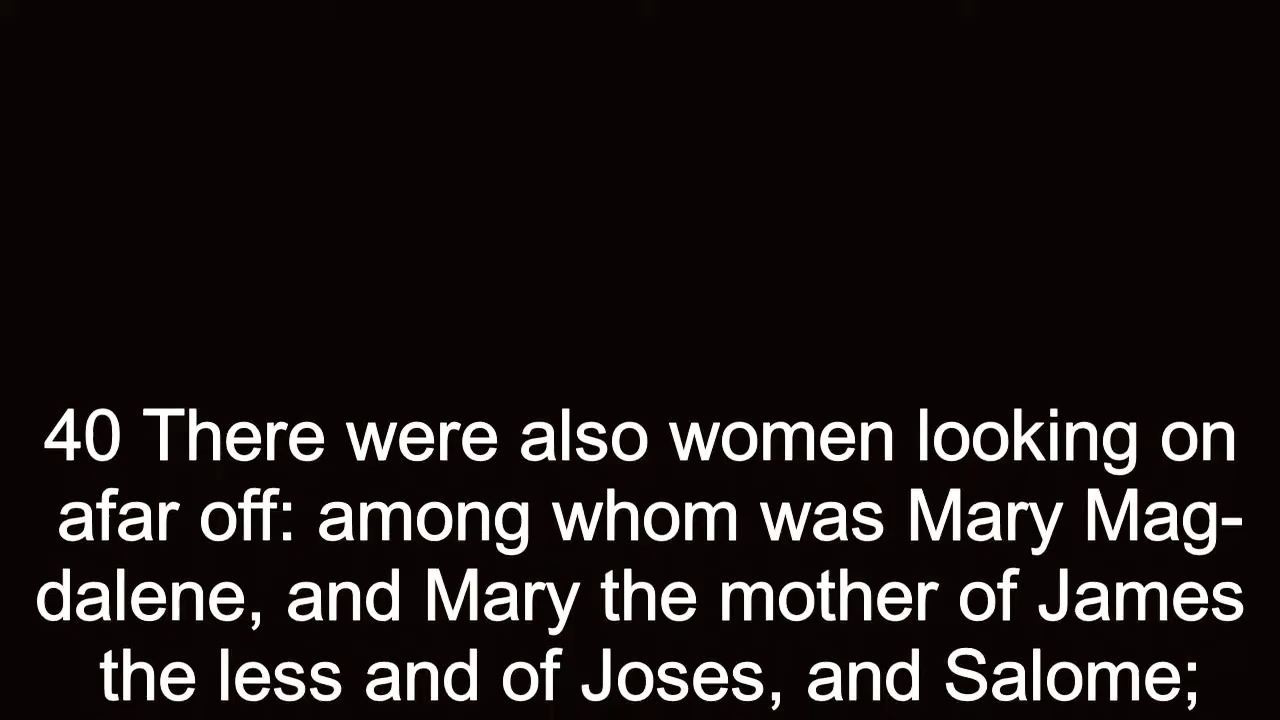 40 There were also women looking on
afar off: among whom was Mary Mag-
dalene, and Mary the mother of James
the less and of Joses, and Salome;